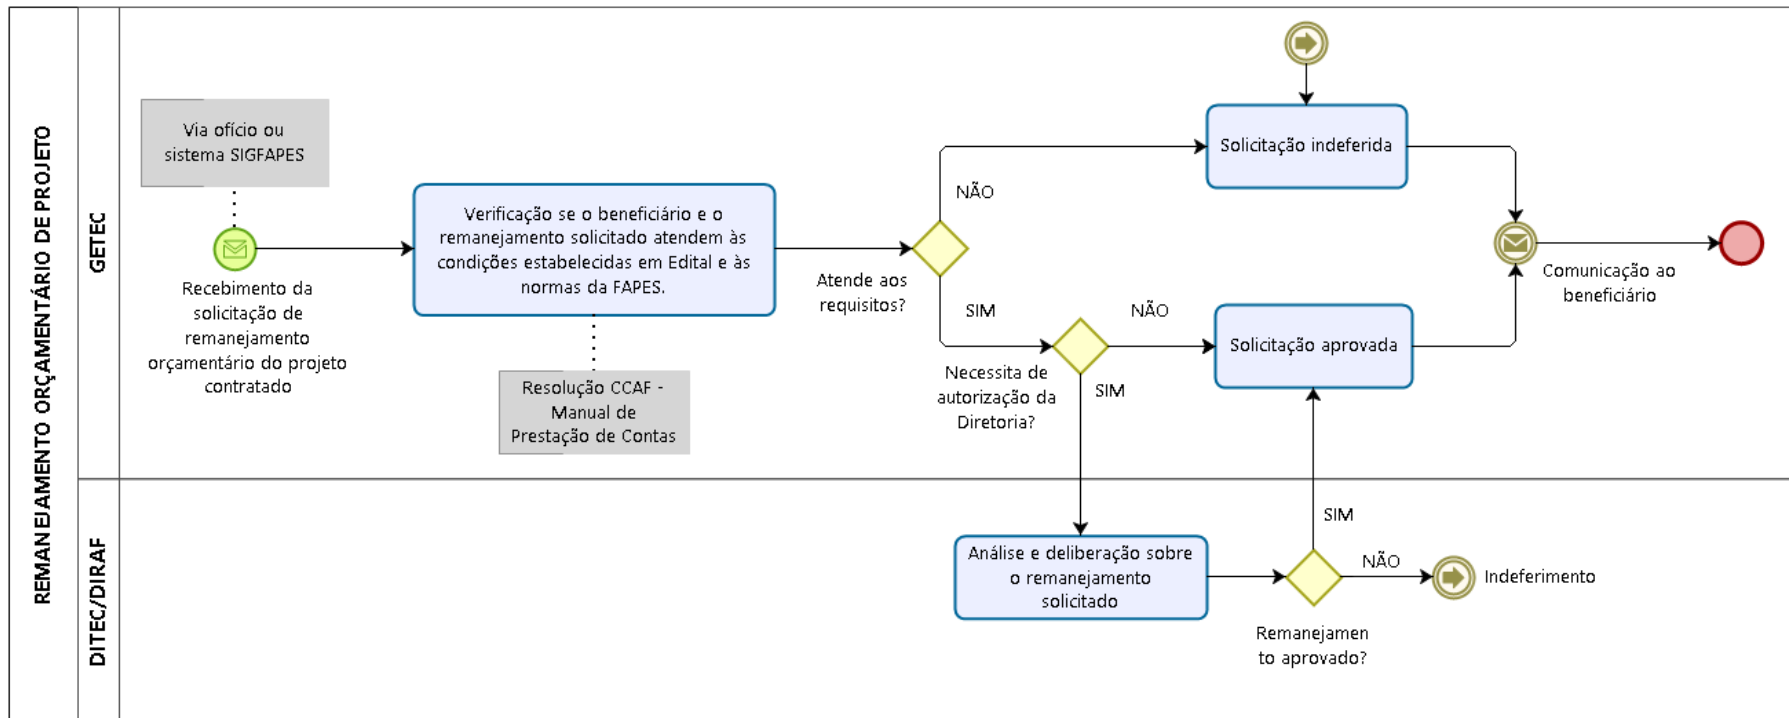 REMANEJAMENTO ORÇAMENTÁRIO DE PROJETO
GETEC
Via ofício ou
sistema SIGFAPES
Recebimento da
solicitação de
remanejamento
orçamentário do projeto
contratado
Verificação se o beneficiário e o
remanejamento solicitado atendem às
condições estabelecidas em Edital e às
normas da FAPES.
Resolução CCAF -
Manual de
Prestação de Contas
Atende aos
requisitos?
NÃO
SIM
Solicitação indeferida
Necessita de
autorização da
Diretoria?
NÃO
SIM
Solicitação aprovada
Comunicação ao
beneficiário
DITEC/DIRAF
Análise e deliberação sobre
o remanejamento
solicitado
SIM
NÃO
Remanejamen
to aprovado?
Indeferimento